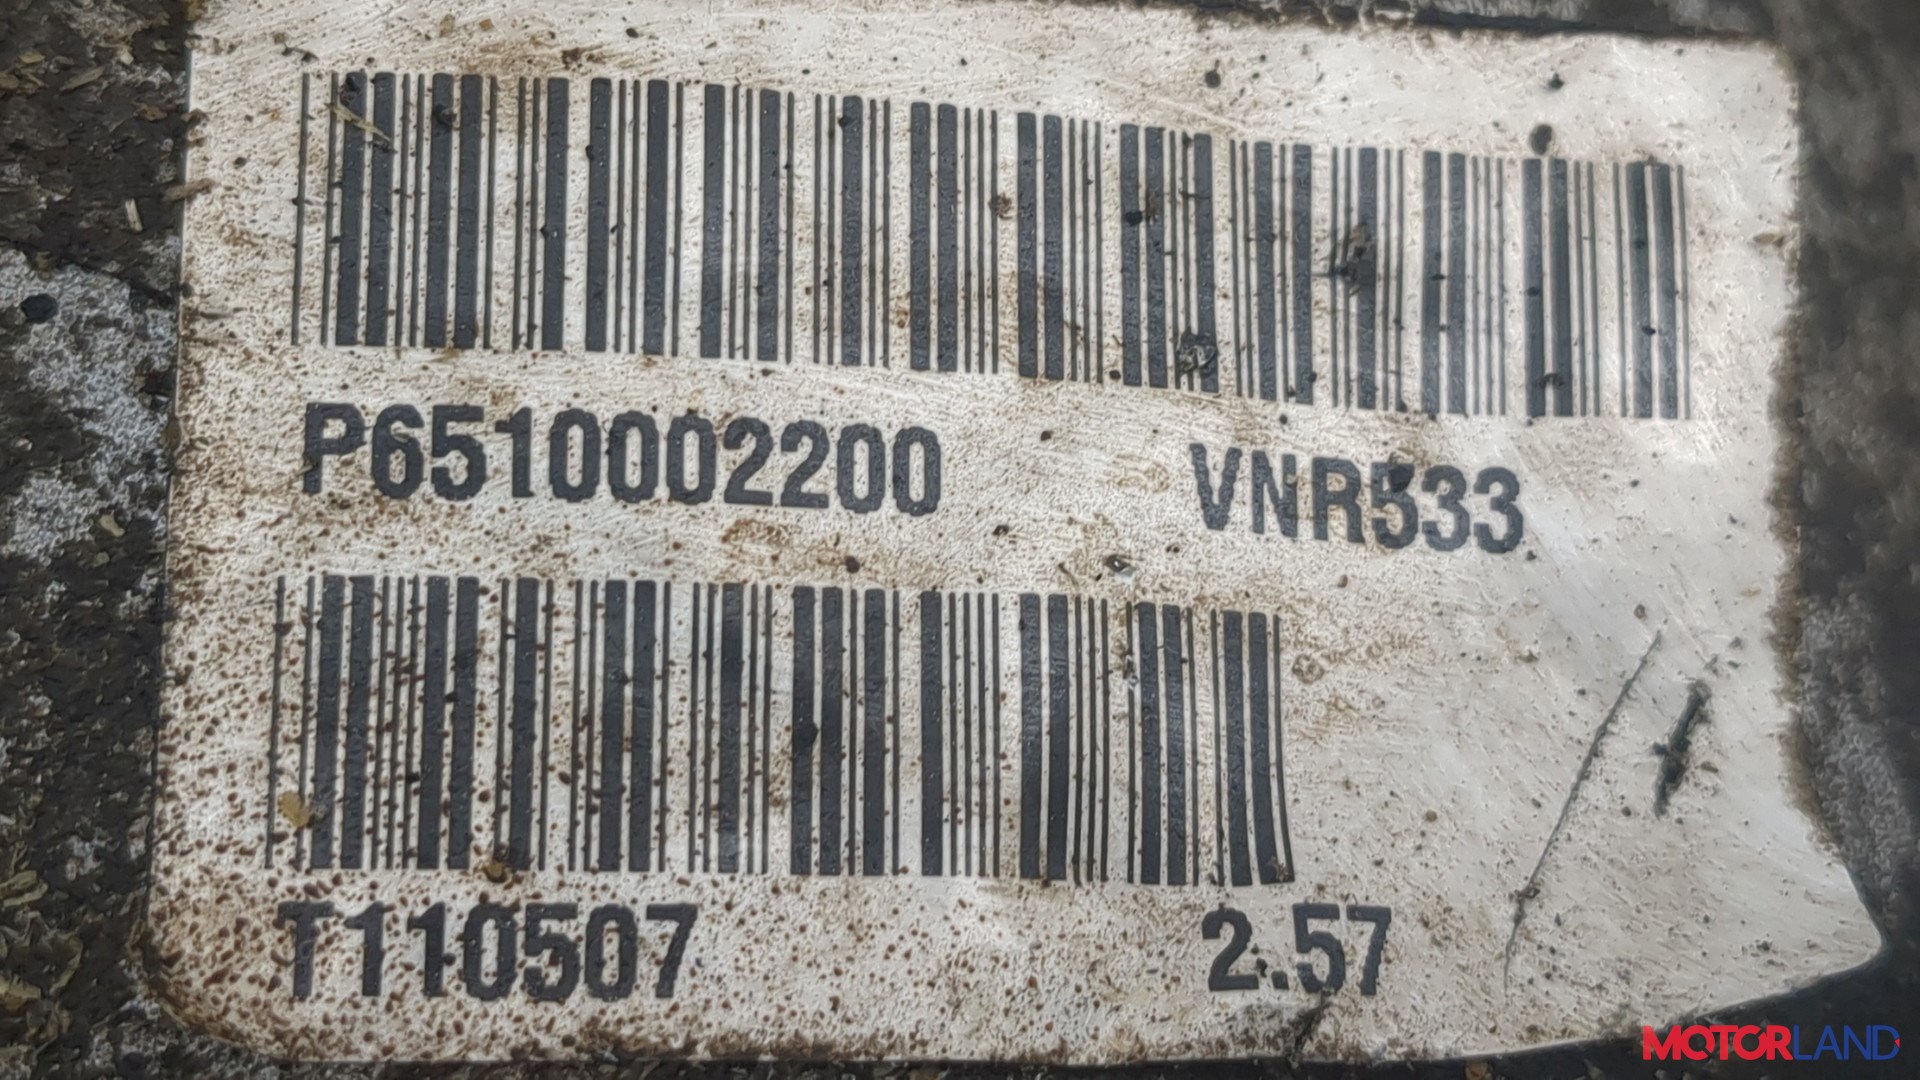 P6510002200 VNR533
T110507 2.57
MOTORLAND